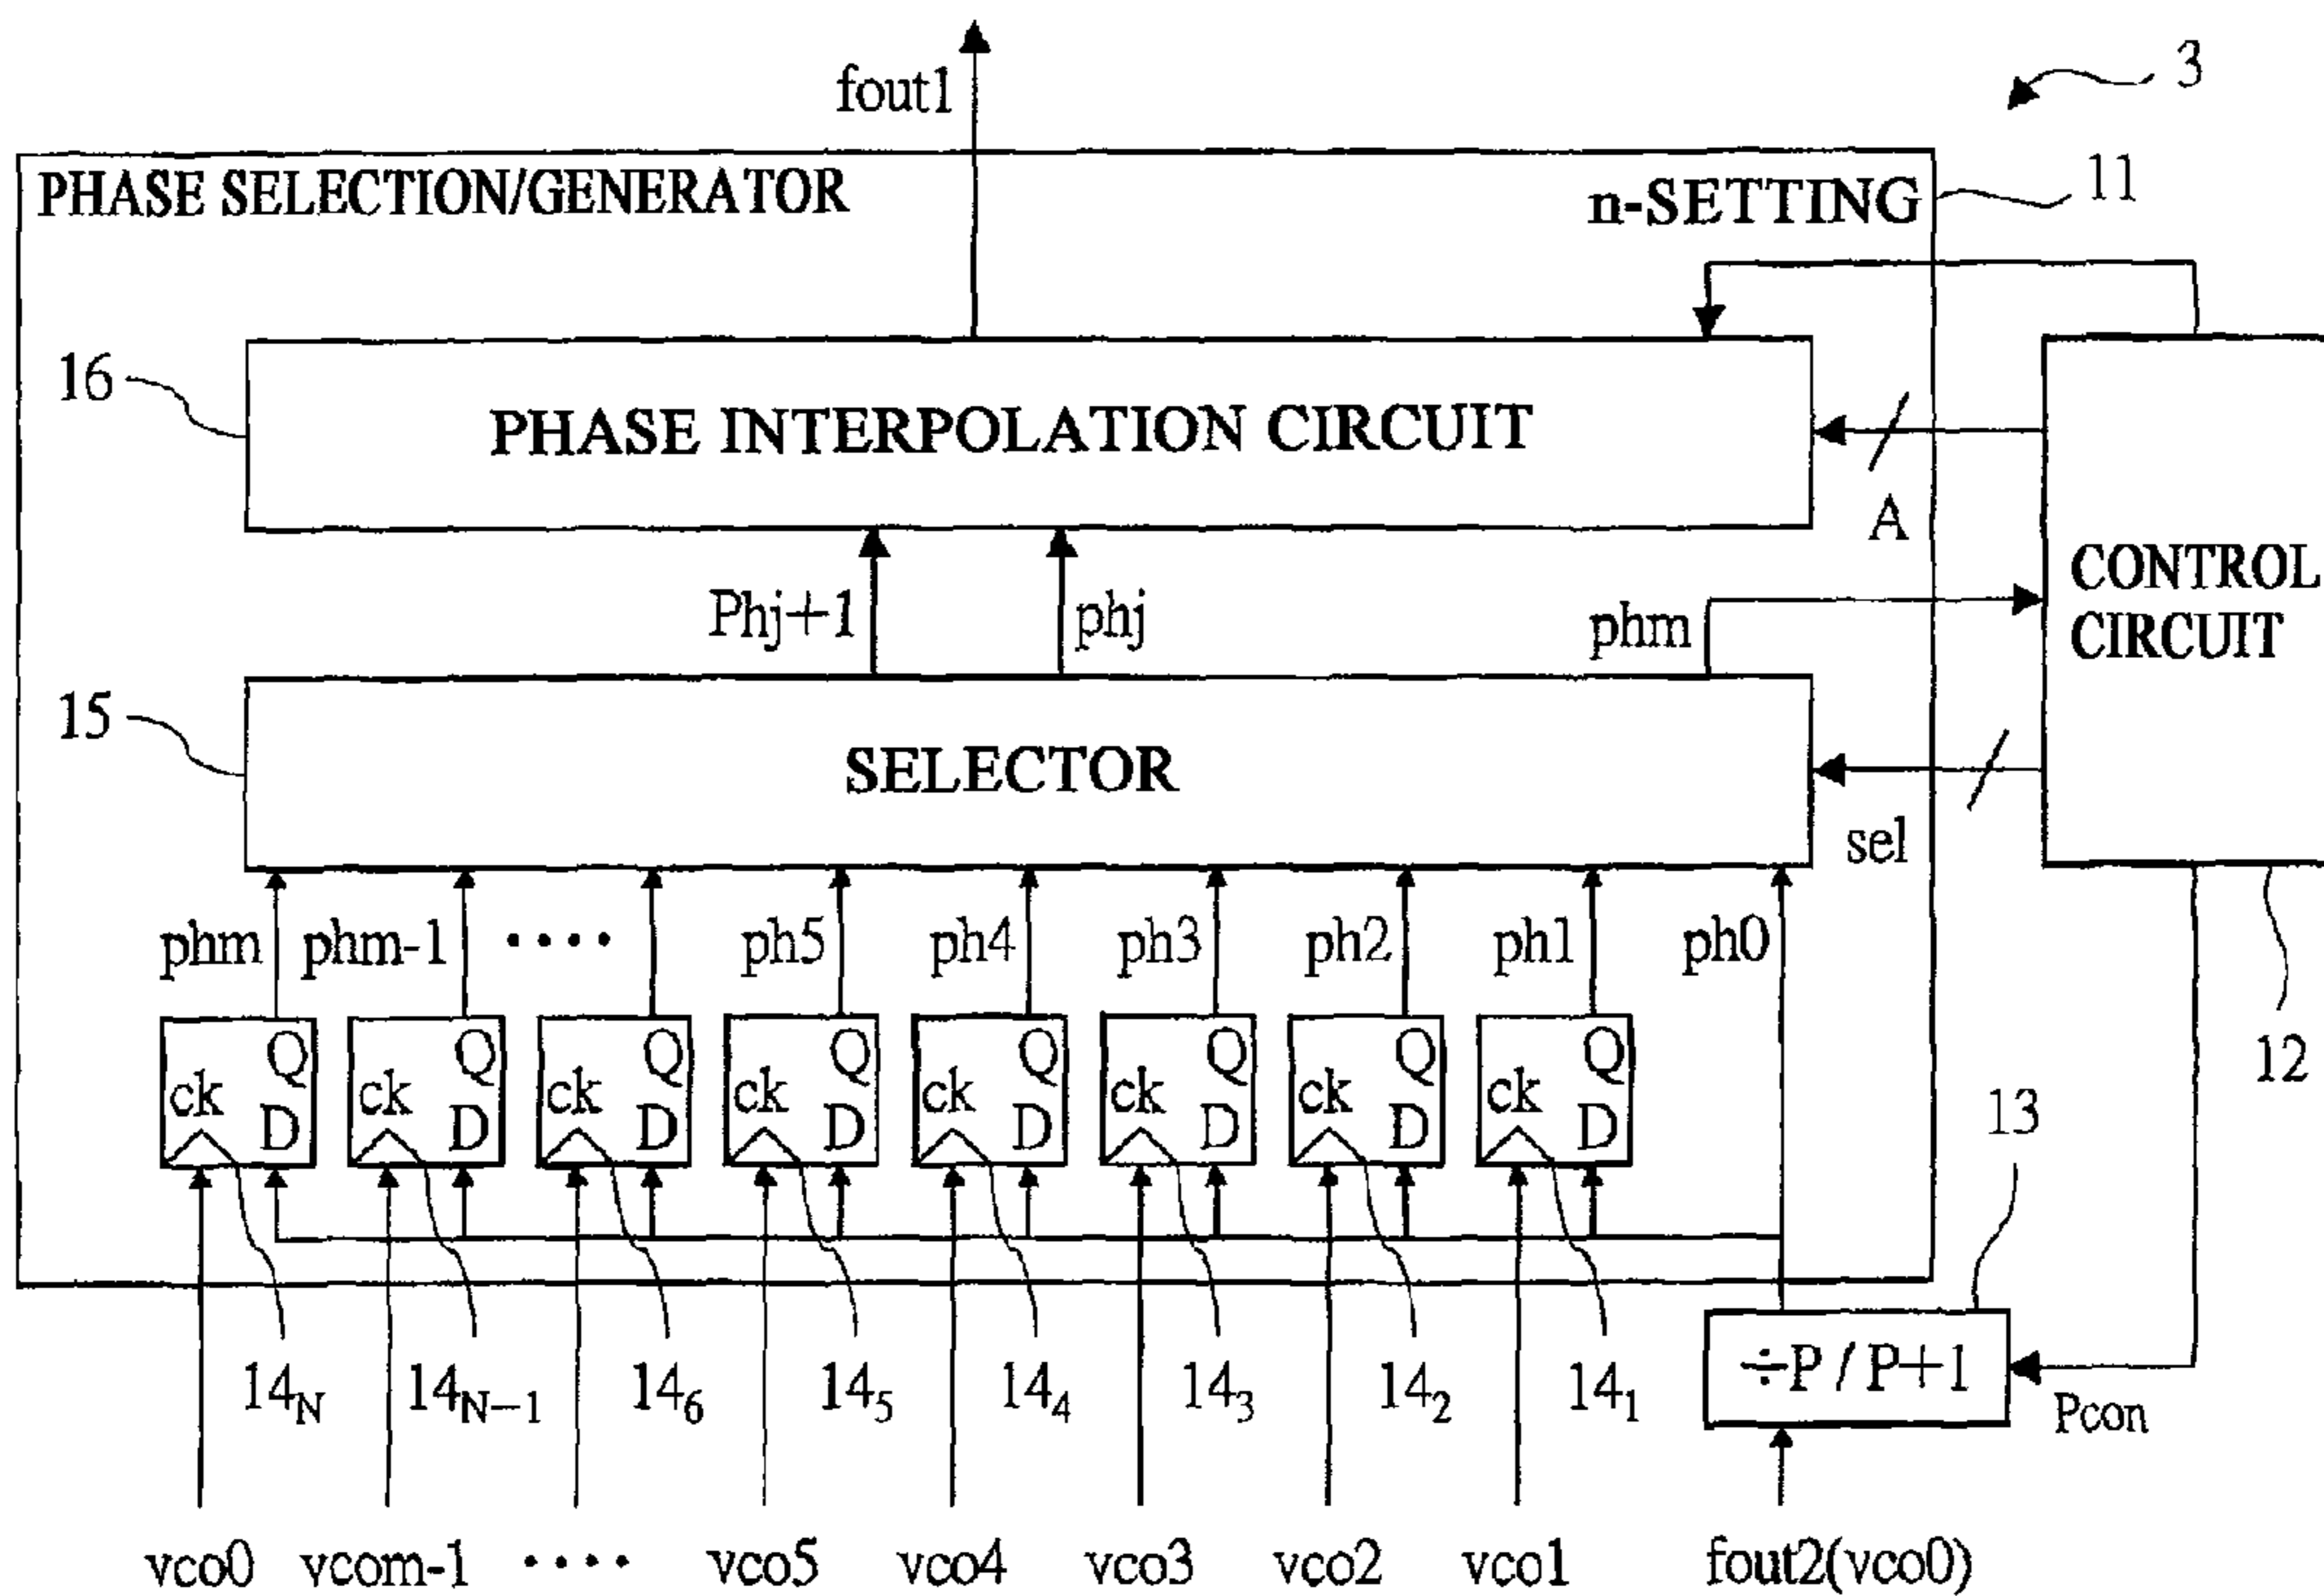 fout1
3
PHASE SELECTION/GENERATOR
n-SETTING
11
16
PHASE INTERPOLATION CIRCUIT
A
CONTROL
CIRCUIT
Phj+1
phj
phm
15
SELECTOR
sel
phm
phm-1
....
ph5
ph4
ph3
ph2
ph1
ph0
12
ck Q D
ck Q D
ck Q D
ck Q D
ck Q D
ck Q D
ck Q D
ck Q D
13
14N
14N−1
146
145
144
143
142
141
÷P / P+1
Pcon
vco0
vcom-1
....
vco5
vco4
vco3
vco2
vco1
fout2(vco0)